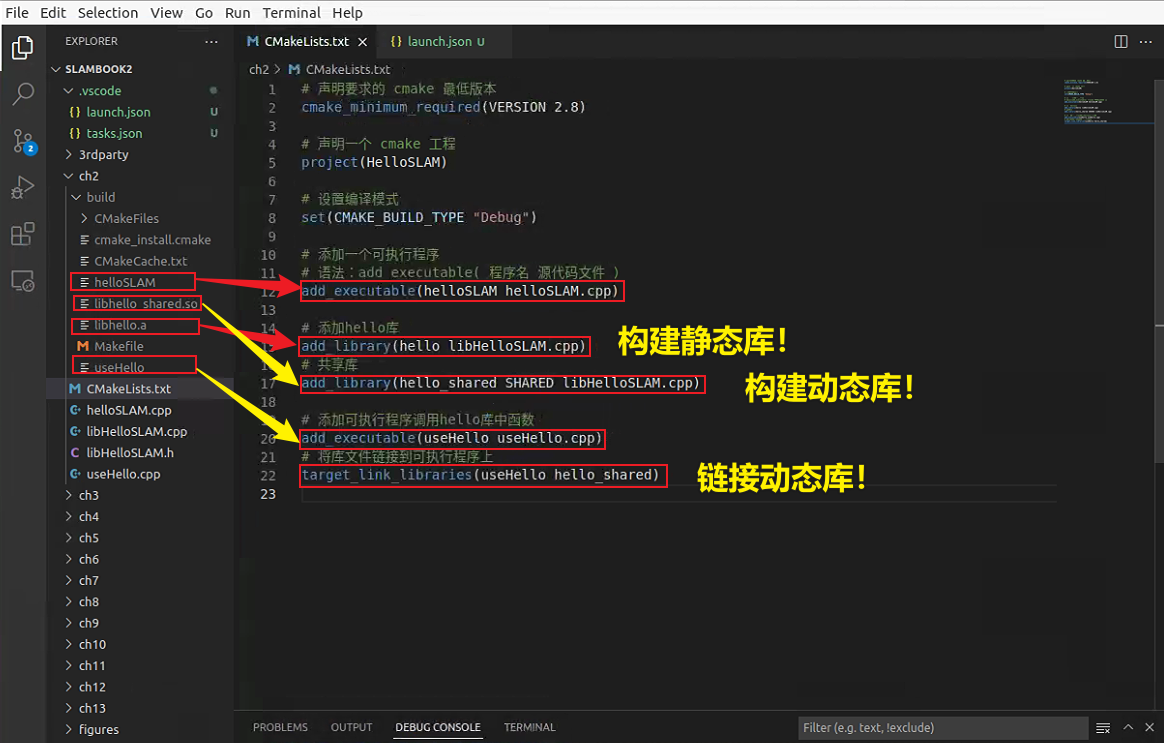 File Edit Selection View Go Run Terminal Help
EXPLORER
SLAMBOOK2
.vscode
{} launch.json U
{} tasks.json U
3rdparty
ch2
build
CMakeFiles
cmake_install.cmake
CMakeCache.txt
helloSLAM
libhello_shared.so
libhello.a
Makefile
useHello
CMakeLists.txt
helloSLAM.cpp
libHelloSLAM.cpp
libHelloSLAM.h
useHello.cpp
ch3
ch4
ch5
ch6
ch7
ch8
ch9
ch10
ch11
ch12
ch13
figures
2
CMakeLists.txt
{} launch.json U
ch2 > CMakeLists.txt
1 # 声明要求的 cmake 最低版本
2 cmake_minimum_required(VERSION 2.8)
3
4 # 声明一个 cmake 工程
5 project(HelloSLAM)
6
7 # 设置编译模式
8 set(CMAKE_BUILD_TYPE "Debug")
9
10 # 添加一个可执行程序
11 # 语法：add_executable( 程序名 源代码文件 ）
12 add_executable(helloSLAM helloSLAM.cpp)
13
14 # 添加hello库
15 add_library(hello libHelloSLAM.cpp)
构建静态库！
# 共享库
17 add_library(hello_shared SHARED libHelloSLAM.cpp)
构建动态库！
18
# 添加可执行程序调用hello库中函数
20 add_executable(useHello useHello.cpp)
21 # 将库文件链接到可执行程序上
22 target_link_libraries(useHello hello_shared)
链接动态库！
23
PROBLEMS OUTPUT DEBUG CONSOLE TERMINAL
Filter (e.g. text, !exclude)